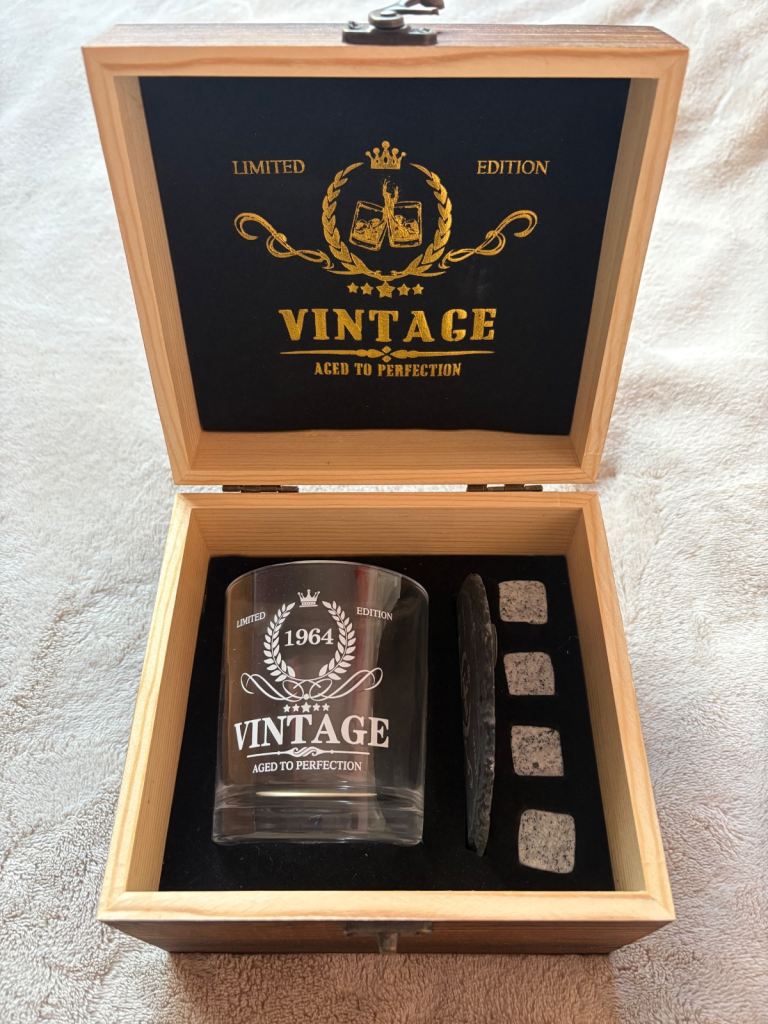 LIMITED EDITION
VINTAGE
AGED TO PERFECTION
LIMITED EDITION
1964
VINTAGE
AGED TO PERFECTION